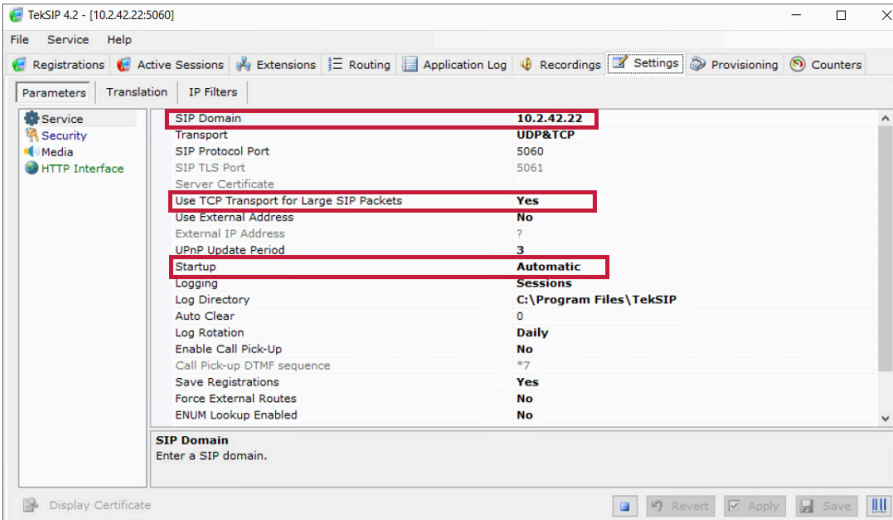 TekSIP 4.2 - [10.2.42.22:5060]
File Service Help
Registrations Active Sessions Extensions Routing Application Log Recordings Settings Provisioning Counters
Parameters Translation IP Filters
Service
Security
Media
HTTP Interface
SIP Domain 10.2.42.22
Transport UDP&TCP
SIP Protocol Port 5060
SIP TLS Port 5061
Server Certificate
Use TCP Transport for Large SIP Packets Yes
Use External Address No
External IP Address ?
UPnP Update Period 3
Startup Automatic
Logging Sessions
Log Directory C:\Program Files\TekSIP
Auto Clear 0
Log Rotation Daily
Enable Call Pick-Up No
Call Pick-up DTMF sequence *7
Save Registrations Yes
Force External Routes No
ENUM Lookup Enabled No
SIP Domain
Enter a SIP domain.
Display Certificate Revert Apply Save